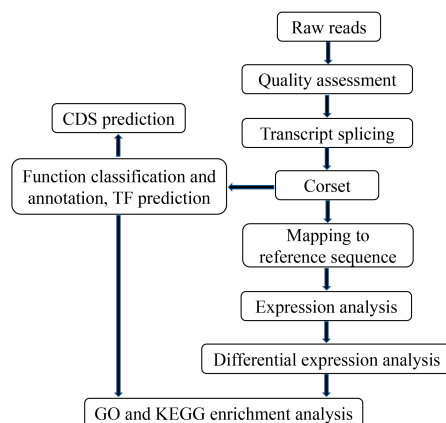 Raw reads
Quality assessment
CDS prediction
Transcript splicing
Function classification and
annotation, TF prediction
Corset
Mapping to
reference sequence
Expression analysis
Differential expression analysis
GO and KEGG enrichment analysis